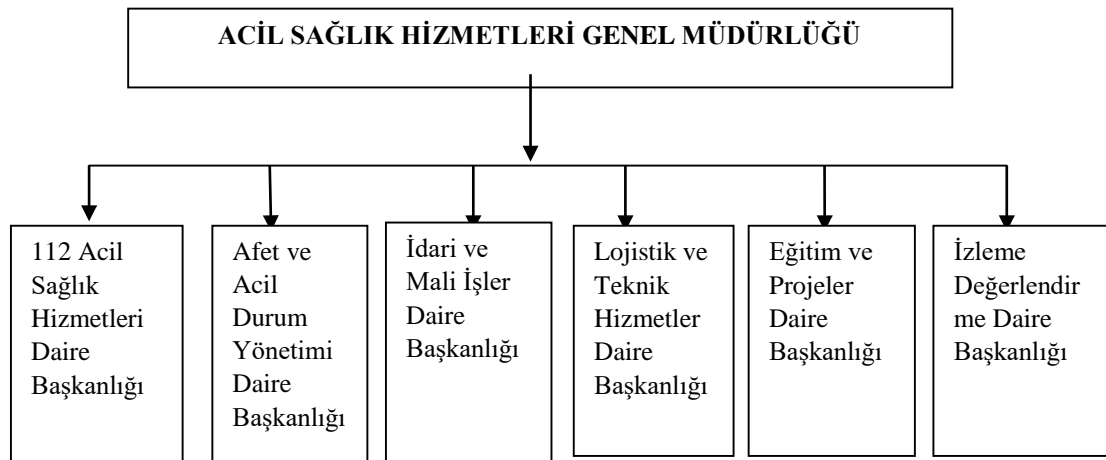 ACİL SAĞLIK HİZMETLERİ GENEL MÜDÜRLÜĞÜ
112 Acil
Sağlık
Hizmetleri
Daire
Başkanlığı
Afet ve
Acil
Durum
Yönetimi
Daire
Başkanlığı
İdari ve
Mali İşler
Daire
Başkanlığı
Lojistik ve
Teknik
Hizmetler
Daire
Başkanlığı
Eğitim ve
Projeler
Daire
Başkanlığı
İzleme
Değerlendir
me Daire
Başkanlığı